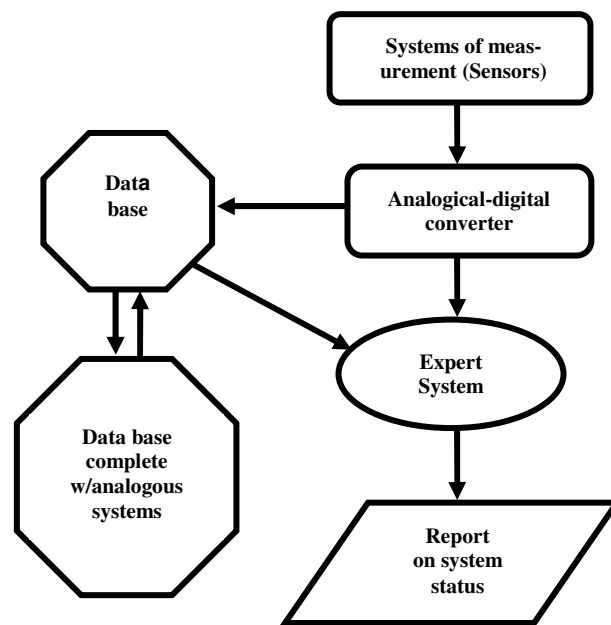 Systems of meas-
urement (Sensors)
Data
base
Analogical-digital
converter
Expert
System
Data base
complete
w/analogous
systems
Report
on system
status